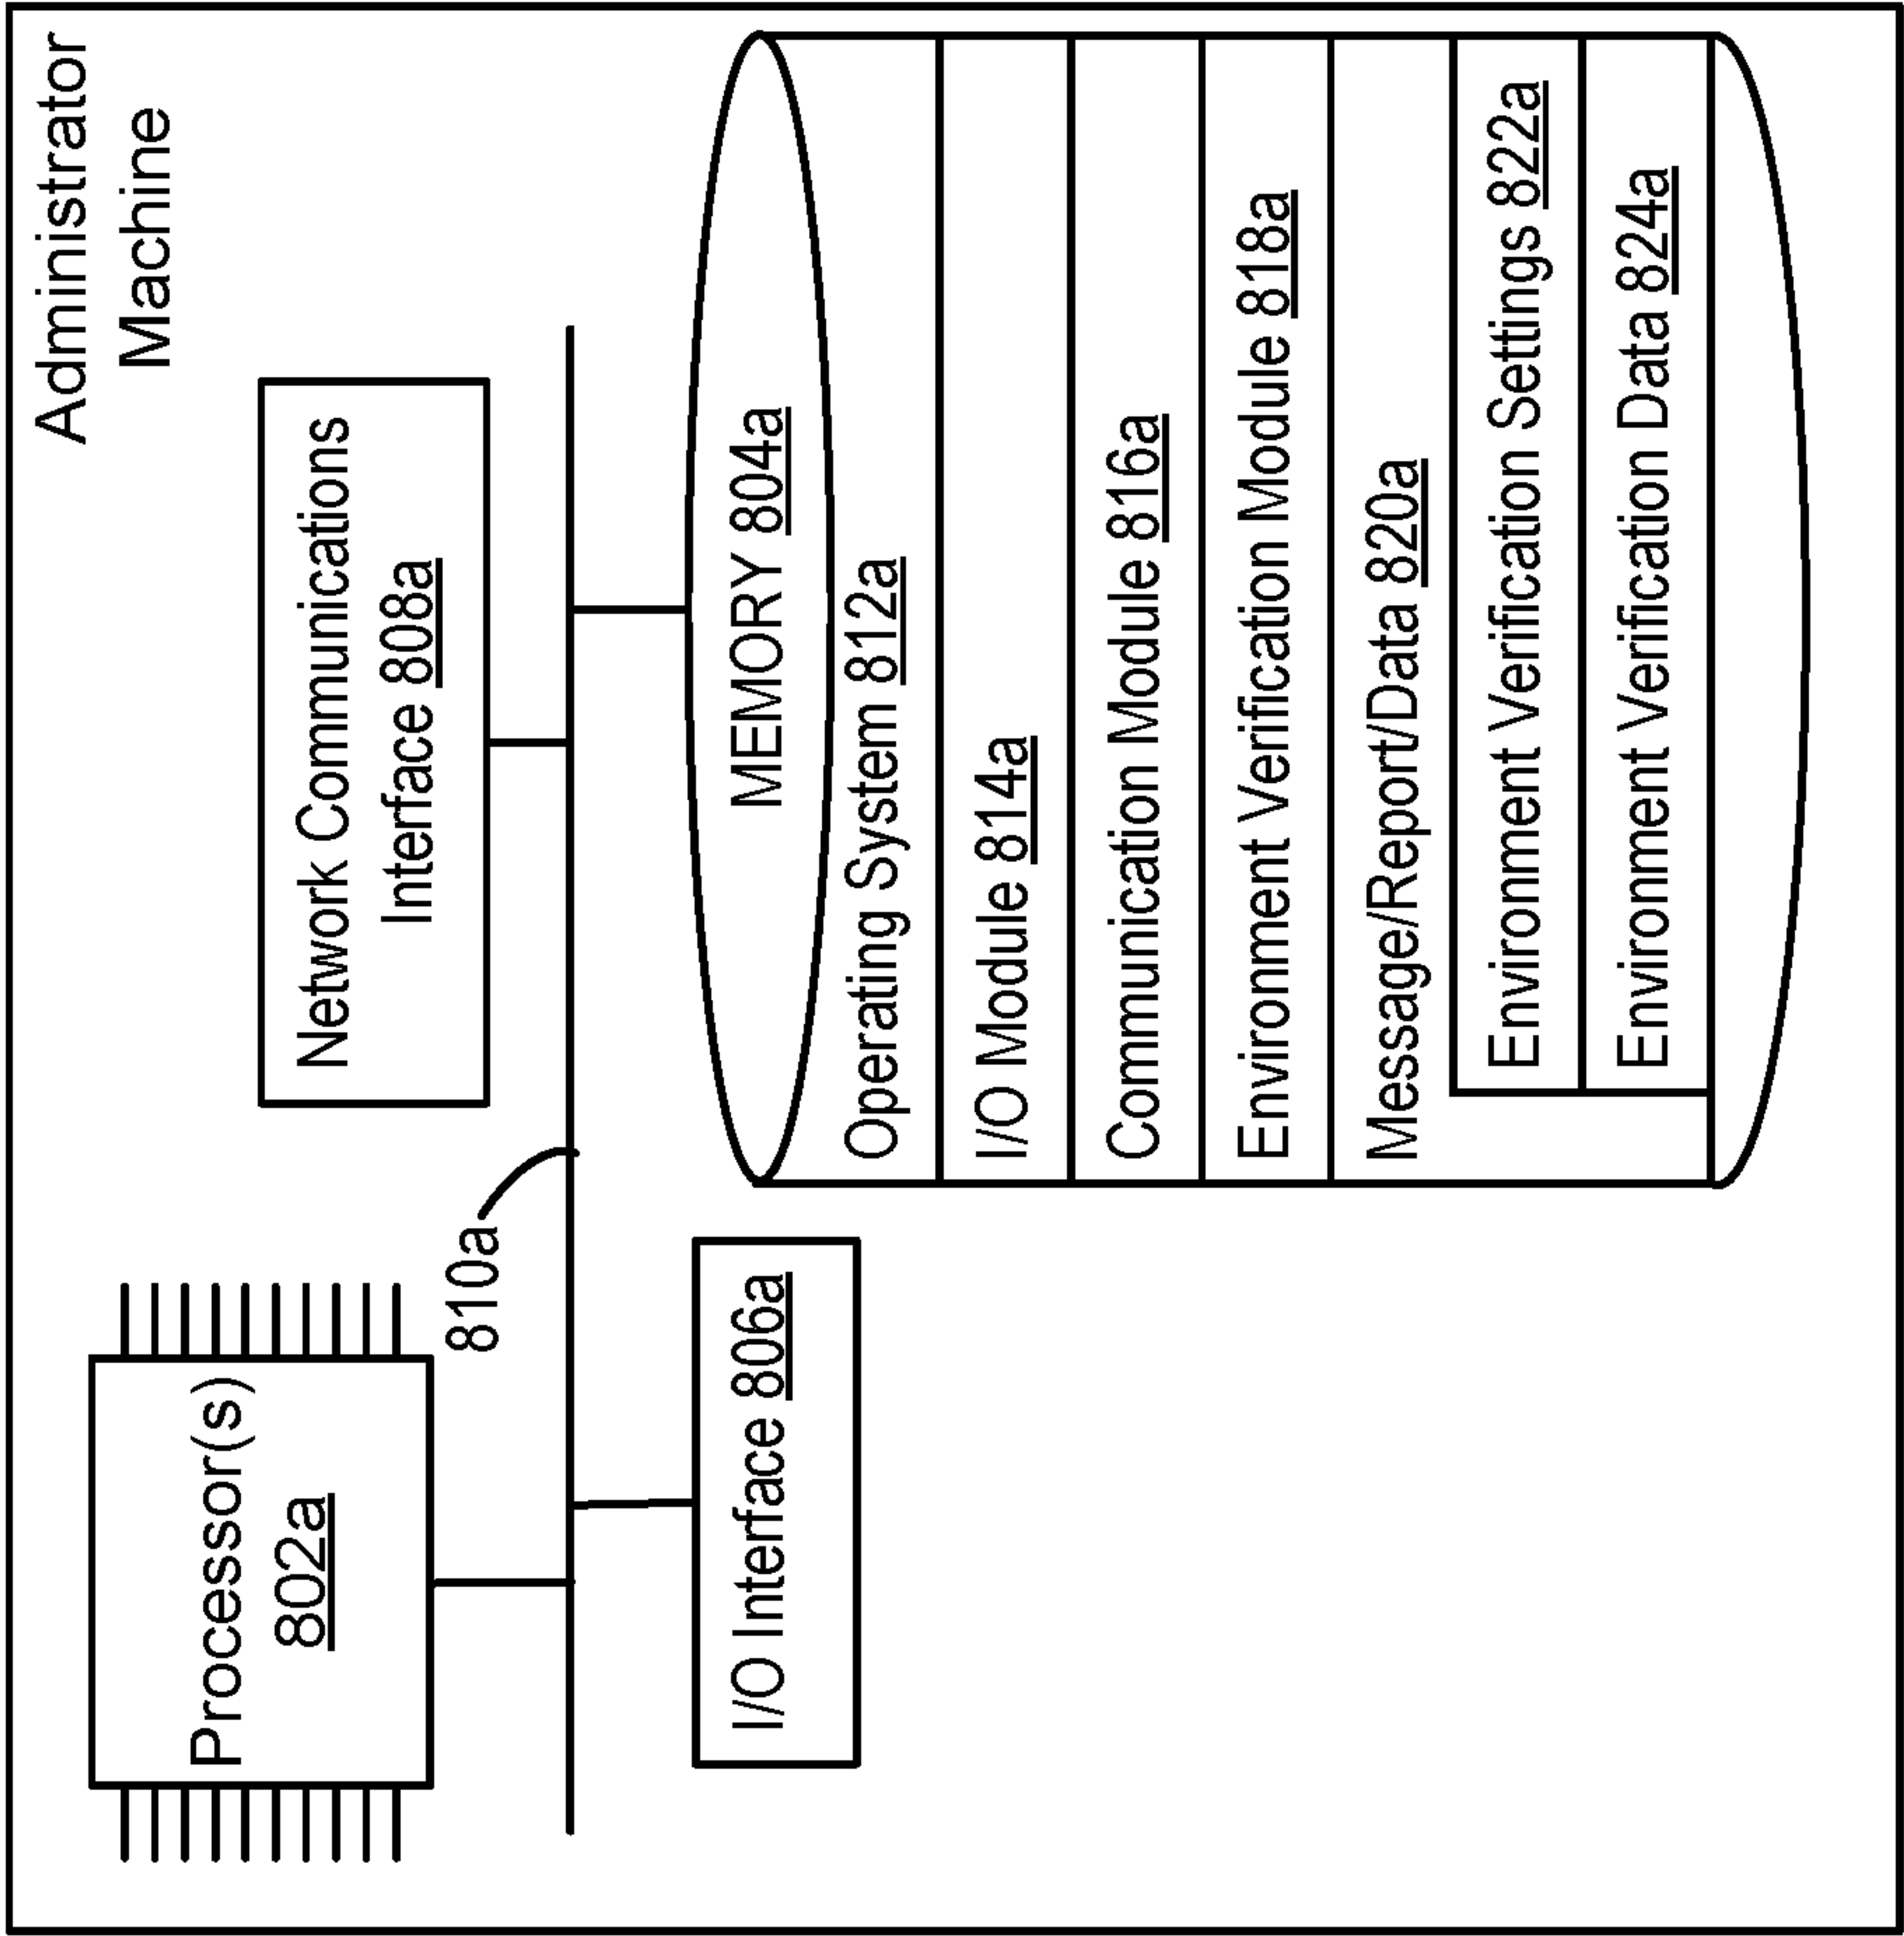 Administrator
Machine
Processor(s)
802a
Network Communications
Interface 808a
810a
I/O Interface 806a
MEMORY 804a
Operating System 812a
I/O Module 814a
Communication Module 816a
Environment Verification Module 818a
Message/Report/Data 820a
Environment Verification Settings 822a
Environment Verification Data 824a